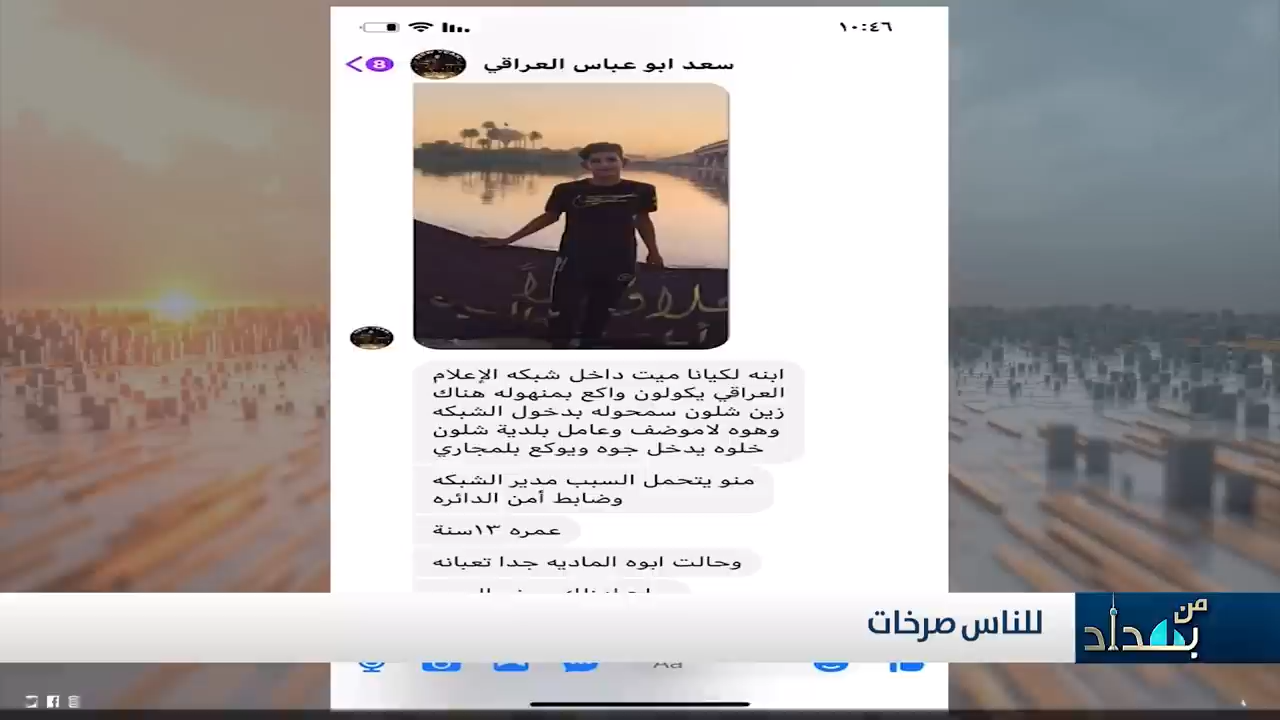 ١٠:٤٦
سعد ابو عباس العراقي
8
ابنه لكيانا ميت داخل شبكه الإعلام
العراقي يكولون واكع بمنهوله هناك
زين شلون سمحوله بدخول الشبكه
وهوه لاموضف وعامل بلدية شلون
خلوه يدخل جوه ويوكع بلمجاري
منو يتحمل السبب مدير الشبكه
وضابط أمن الدائره
عمره ١٣سنة
وحالت ابوه الماديه جدا تعبانه
للناس صرخات
من بغداد
Aa